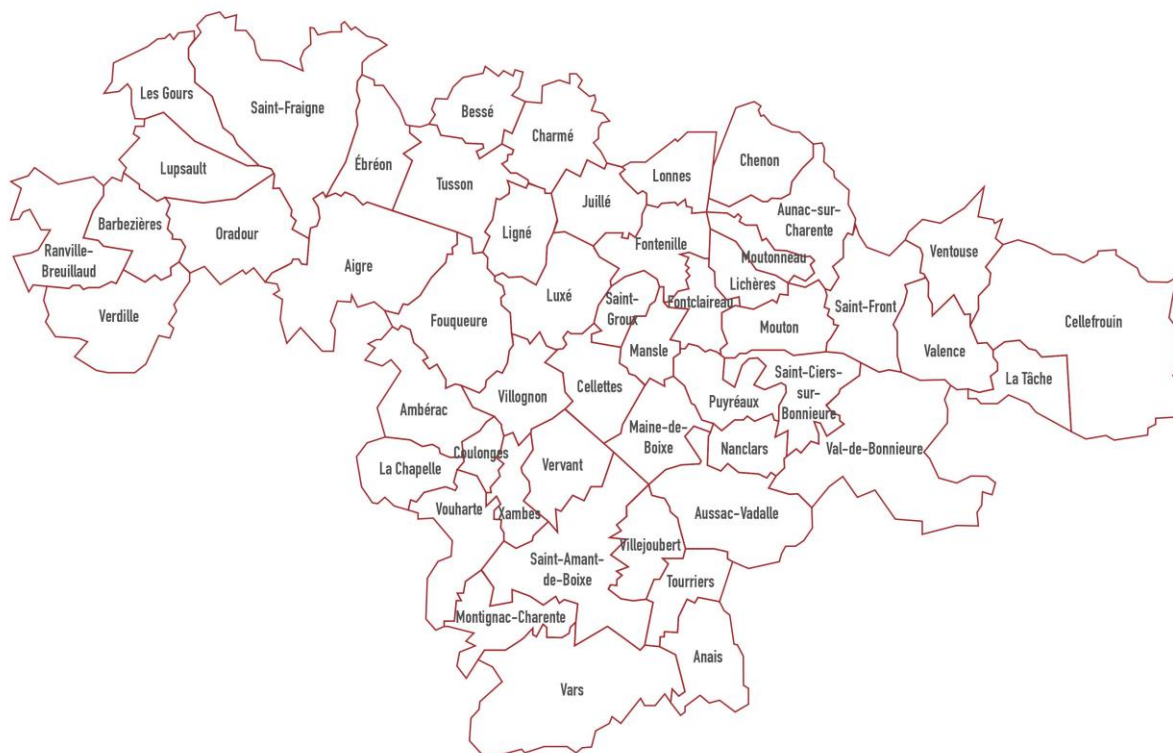 Les Gours
Saint-Fraigne
Bessé
Charmé
Chenon
Ébréon
Lupsault
Tusson
Lonnes
Juillé
Aunac-sur-
Charente
Barbezières
Oradour
Ligné
Fontenille
Ranville-
Breuillaud
Moutonneau
Ventouse
Aigre
Lichères
Luxé
Saint-
Groux
Fontclaireau
Saint-Front
Verdille
Fouqueure
Mouton
Cellefrouin
Mansle
Valence
Saint-Ciers-
sur-
Bonnieure
La Tâche
Villognon
Cellettes
Puyréaux
Ambérac
Maine-de-
Boixe
Nanclars
Val-de-Bonnieure
Coulonges
La Chapelle
Vervant
Vouharte
Xambes
Aussac-Vadalle
Villejoubert
Saint-Amant-
de-Boixe
Tourriers
Montignac-Charente
Anais
Vars